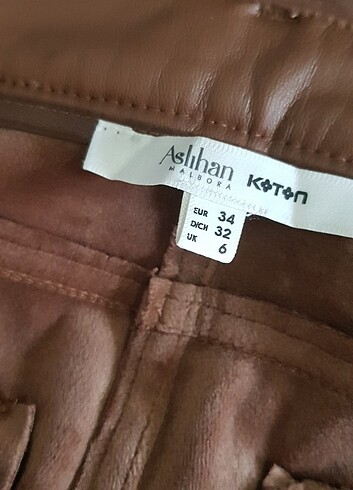 Aslıhan KOTON
MALBORA
EUR 34
D/CH 32
UK 6